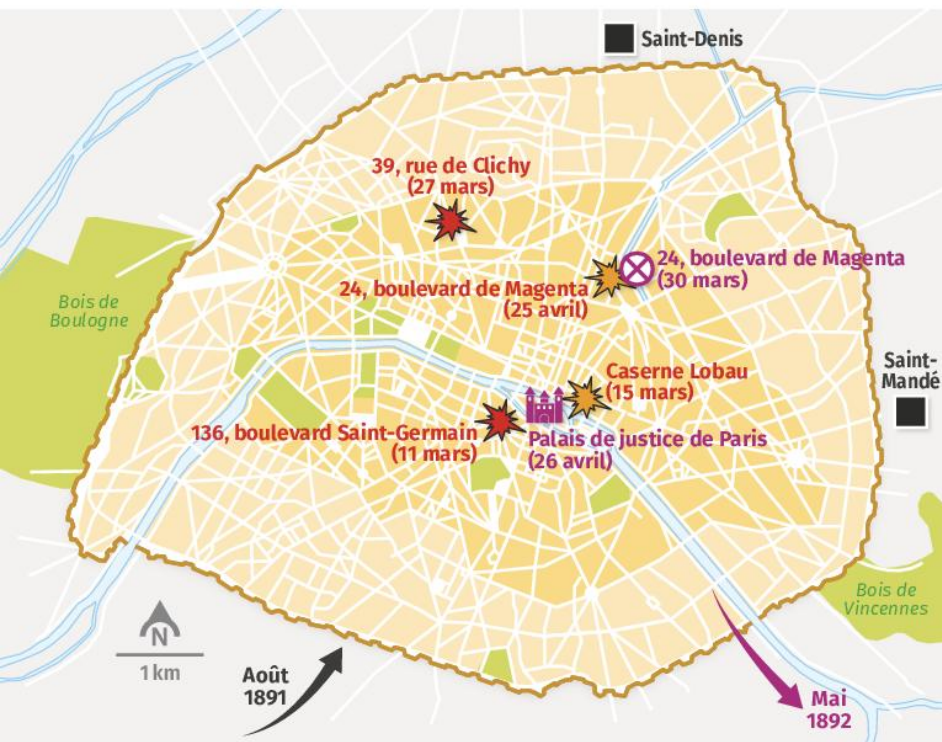 Saint-Denis
39, rue de Clichy
(27 mars)
24, boulevard de Magenta
(30 mars)
24, boulevard de Magenta
(25 avril)
Bois de
Boulogne
Saint-
Mandé
Caserne Lobau
(15 mars)
136, boulevard Saint-Germain
(11 mars)
Palais de justice de Paris
(26 avril)
Bois de
Vincennes
N
1 km
Août
1891
Mai
1892